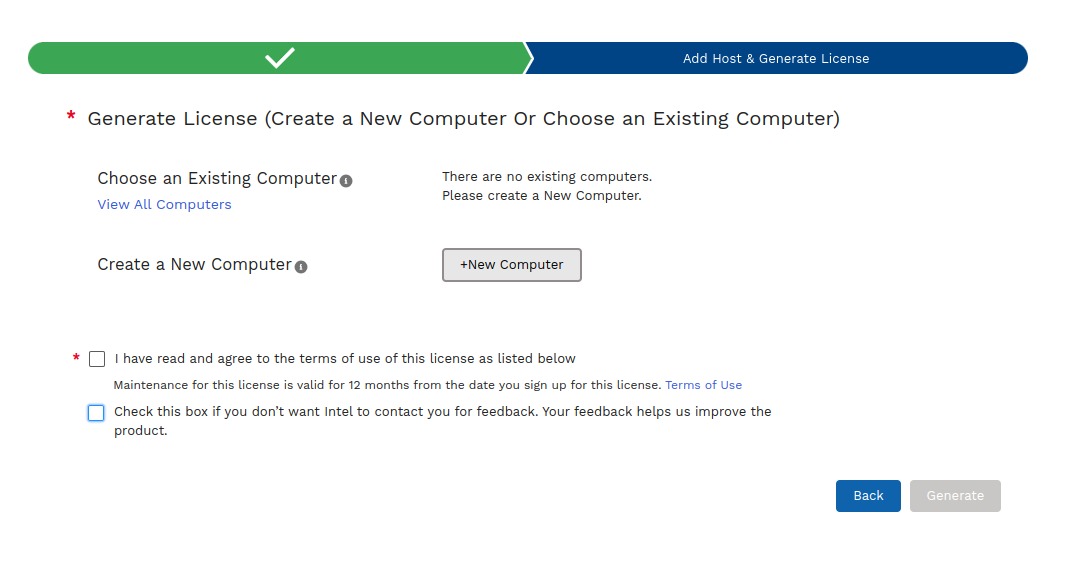 Add Host & Generate License
* Generate License (Create a New Computer Or Choose an Existing Computer)
Choose an Existing Computer
There are no existing computers.
Please create a New Computer.
View All Computers
Create a New Computer
+New Computer
* I have read and agree to the terms of use of this license as listed below
Maintenance for this license is valid for 12 months from the date you sign up for this license. Terms of Use
Check this box if you don't want Intel to contact you for feedback. Your feedback helps us improve the
product.
Back
Generate